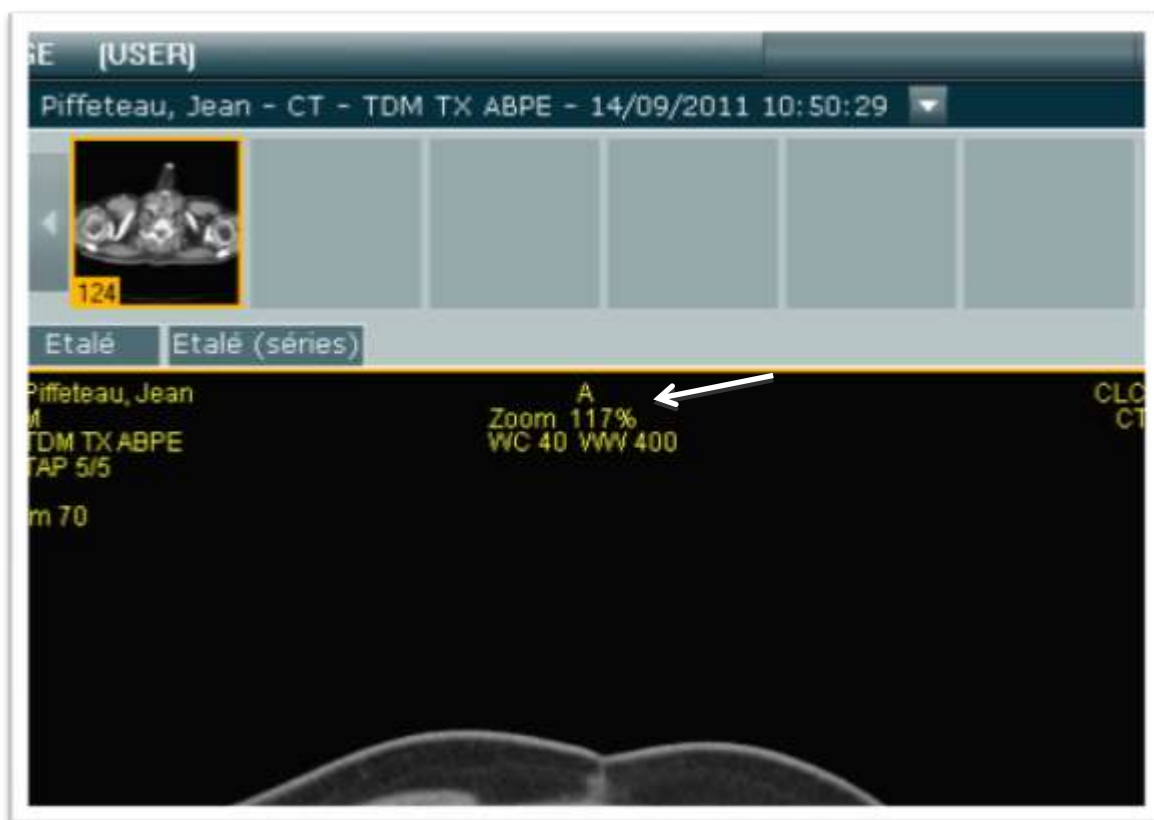 GE (USER)
Piffeteau, Jean - CT - TDM TX ABPE - 14/09/2011 10:50:29
124
Etalé Etalé (séries)
Piffeteau, Jean
M
TDM TX ABPE
TAP 5/5
m 70
A
Zoom 117%
WC 40 WW 400
CLC
CT